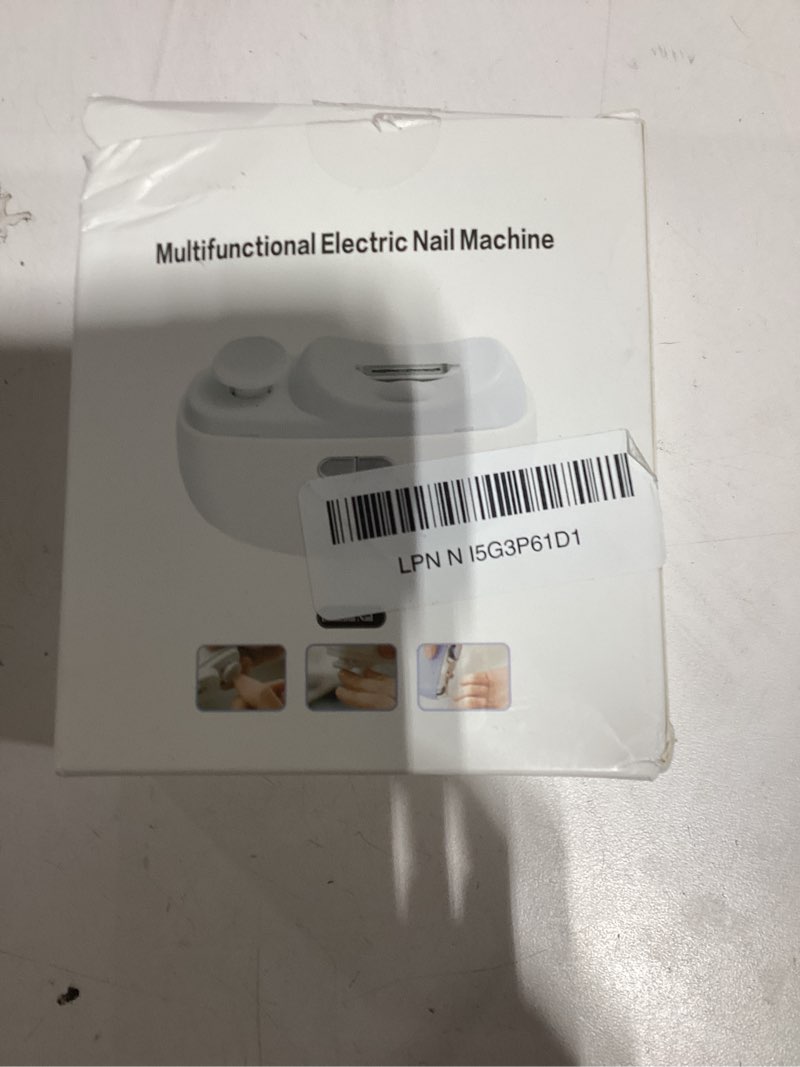 Multifunctional Electric Nail Machine
LPN N I5G3P61D1